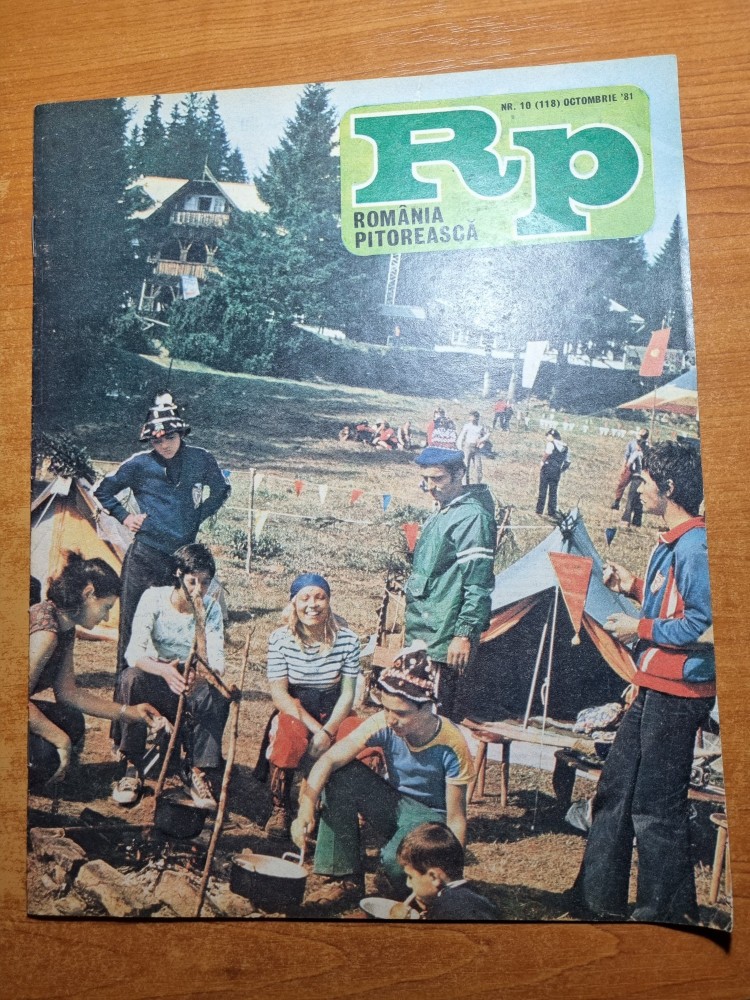 NR. 10 (118) OCTOMBRIE '81
Rp
ROMÂNIA
PITOREASCĂ